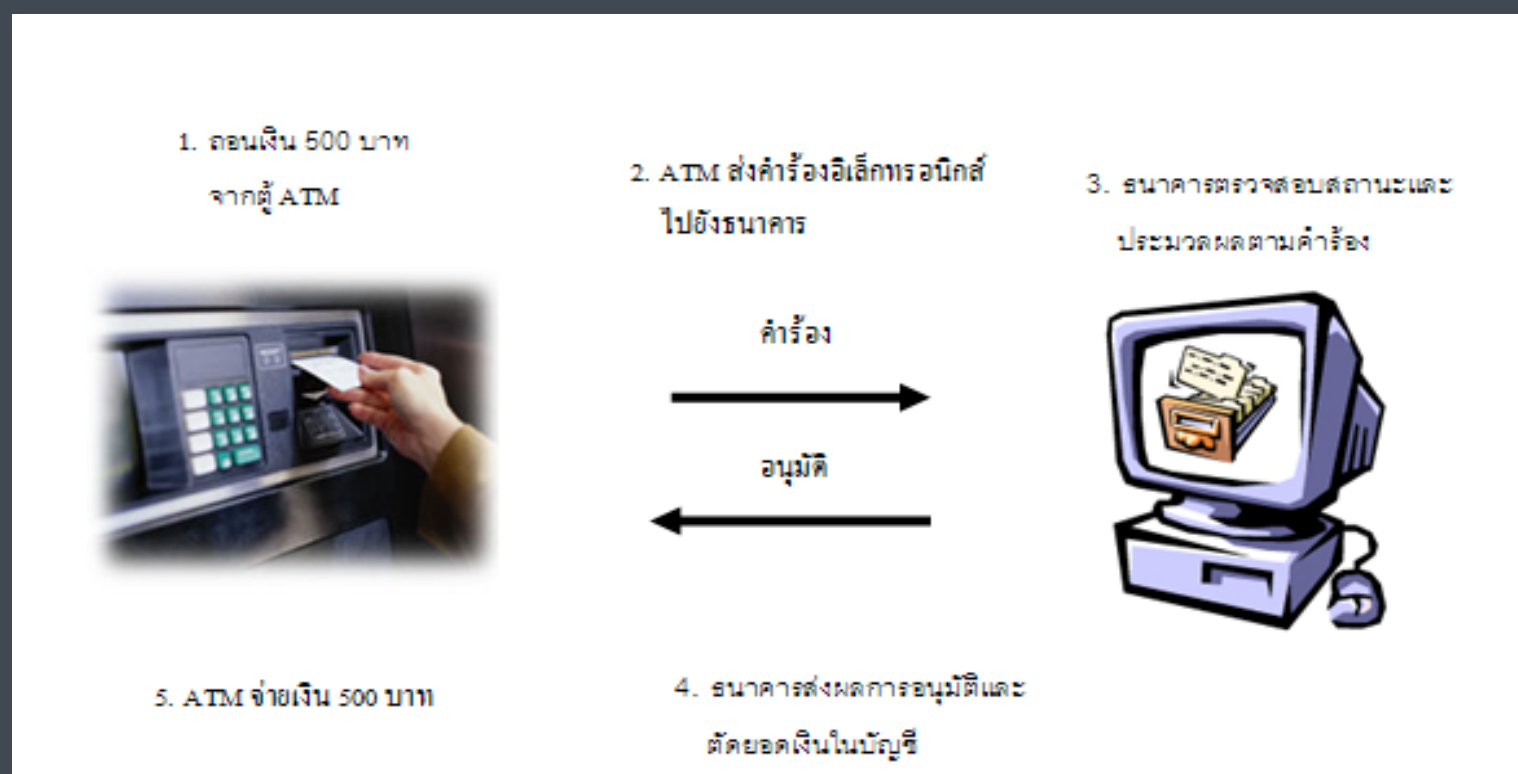 1. ถอนเงิน 500 บาท
จากตู้ ATM
2. ATM ส่งคำร้องอิเล็กทรอนิกส์
ไปยังธนาคาร
3. ธนาคารตรวจสอบสถานะและ
ประมวลผลตามคำร้อง
คำร้อง
อนุมัติ
4. ธนาคารส่งผลการอนุมัติและ
ตัดยอดเงินในบัญชี
5. ATM จ่ายเงิน 500 บาท